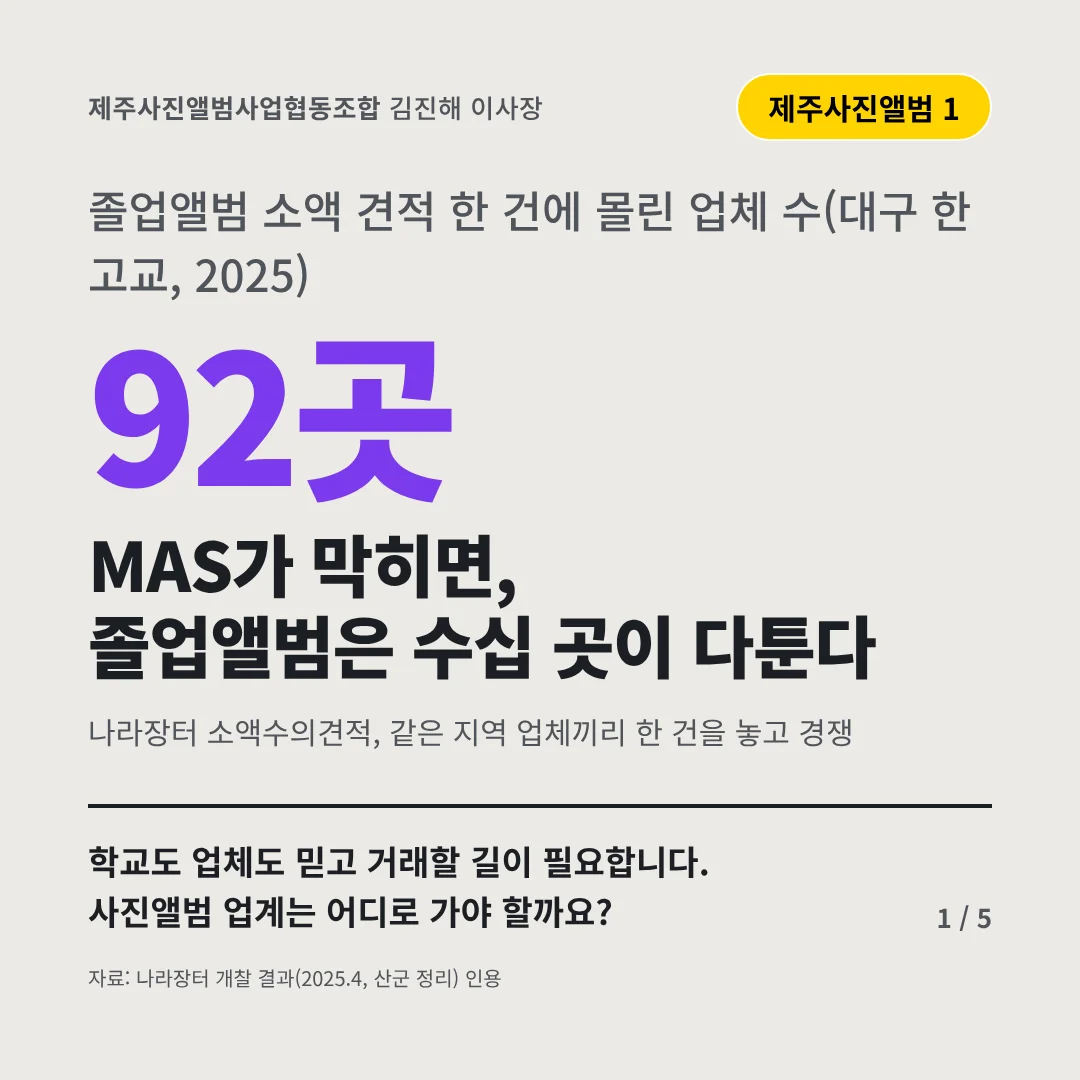 제주사진앨범사업협동조합 김진해 이사장
제주사진앨범 1
졸업앨범 소액 견적 한 건에 몰린 업체 수(대구 한
고교, 2025)
92곳
MAS가 막히면,
졸업앨범은 수십 곳이 다툰다
나라장터 소액수의견적, 같은 지역 업체끼리 한 건을 놓고 경쟁
학교도 업체도 믿고 거래할 길이 필요합니다.
사진앨범 업계는 어디로 가야 할까요?
1 / 5
자료: 나라장터 개찰 결과(2025.4, 산군 정리) 인용